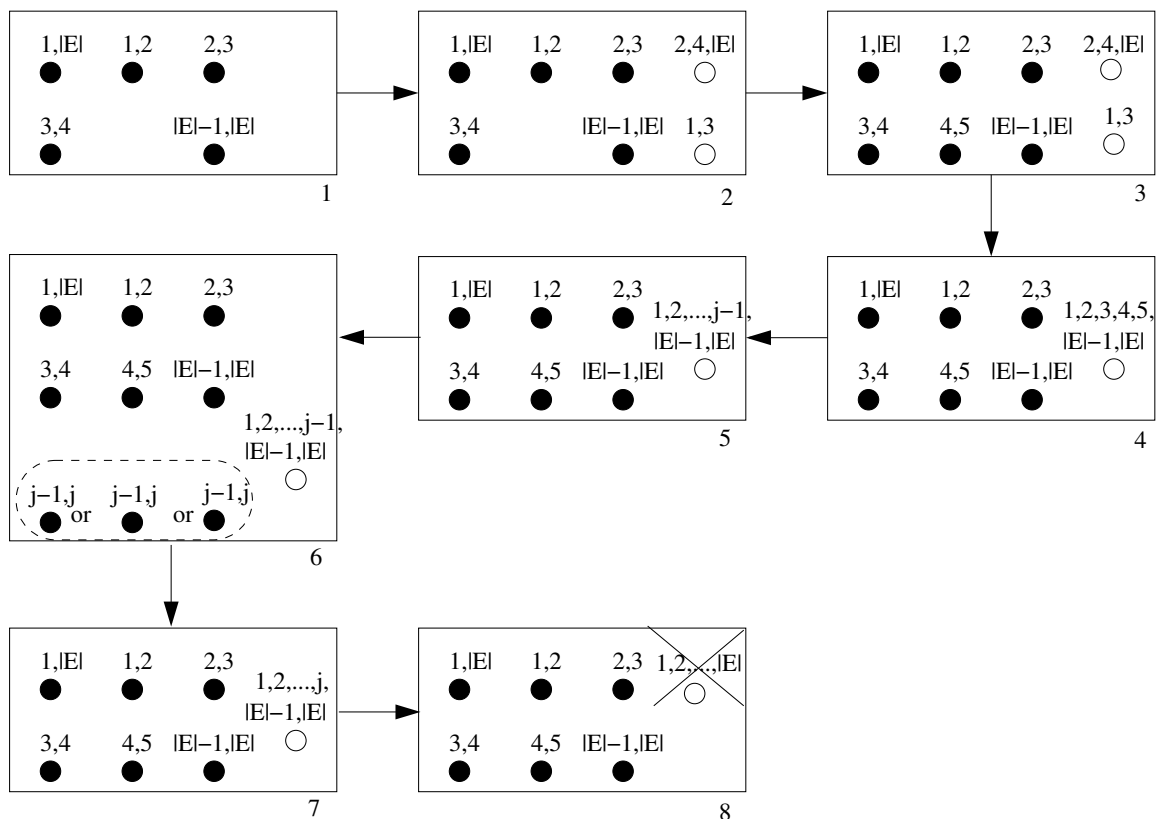 1,|E| 1,2 2,3
3,4 |E|−1,|E|
1
1,|E| 1,2 2,3 2,4,|E|
3,4 |E|−1,|E| 1,3
2
1,|E| 1,2 2,3 2,4,|E|
3,4 4,5 |E|−1,|E| 1,3
3
1,|E| 1,2 2,3 1,2,3,4,5,
|E|−1,|E|
3,4 4,5 |E|−1,|E|
4
1,|E| 1,2 2,3 1,2,...,j−1,
|E|−1,|E|
3,4 4,5 |E|−1,|E|
5
1,|E| 1,2 2,3
3,4 4,5 |E|−1,|E|
1,2,...,j−1,
|E|−1,|E|
j−1,j or j−1,j or j−1,j
6
1,|E| 1,2 2,3 1,2,...,j,
|E|−1,|E|
3,4 4,5 |E|−1,|E|
7
1,|E| 1,2 2,3 1,2,...,|E|
3,4 4,5 |E|−1,|E|
8